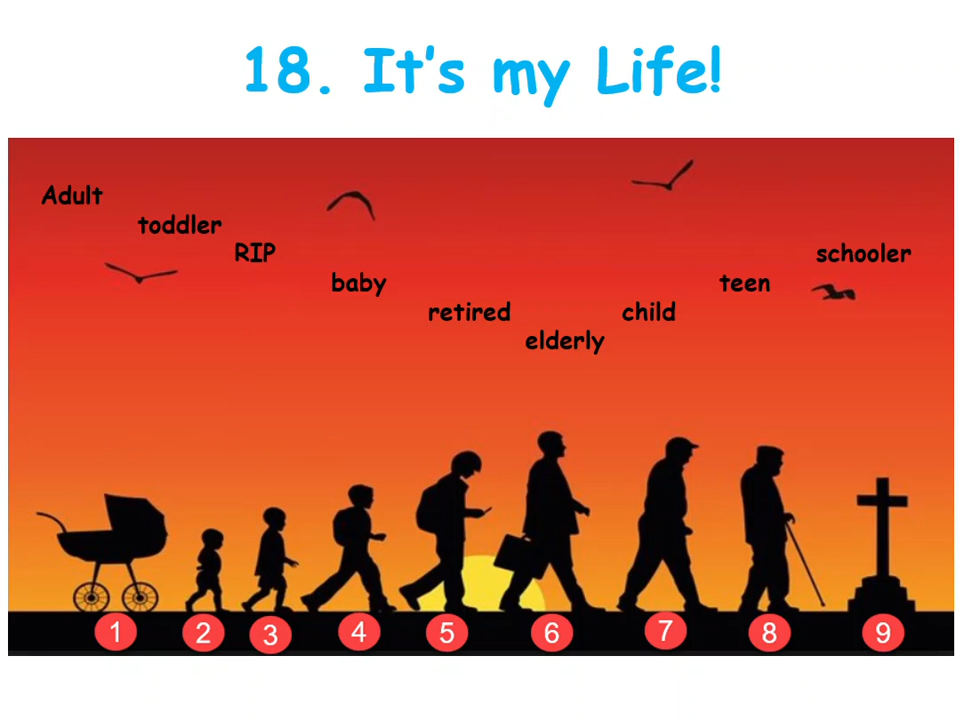 18. It's my Life!
Adult
toddler
RIP
schooler
baby
teen
retired
child
elderly
1 2 3 4 5 6 7 8 9